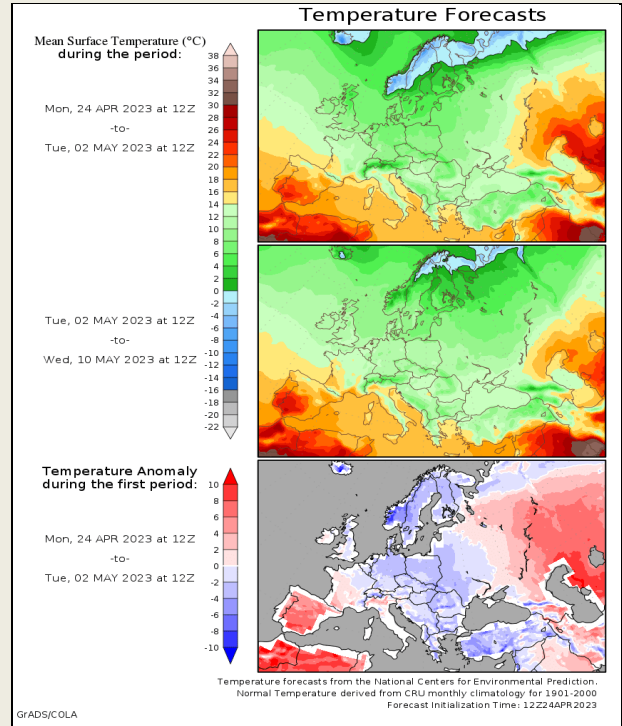 Temperature Forecasts
Mean Surface Temperature (°C)
during the period:
38
36
34
32
30
28
26
24
22
20
18
16
14
12
10
8
6
4
2
0
-2
-4
-6
-8
-10
-12
-14
-16
-18
-20
-22
Mon, 24 APR 2023 at 12Z
-to-
Tue, 02 MAY 2023 at 12Z
Tue, 02 MAY 2023 at 12Z
-to-
Wed, 10 MAY 2023 at 12Z
Temperature Anomaly
during the first period:
10
8
6
4
2
0
-2
-4
-6
-8
-10
Mon, 24 APR 2023 at 12Z
-to-
Tue, 02 MAY 2023 at 12Z
Temperature forecasts from the National Centers for Environmental Prediction.
Normal Temperature derived from CRU monthly climatology for 1901-2000
Forecast Initialization Time: 12Z24APR2023
GrADS/COLA